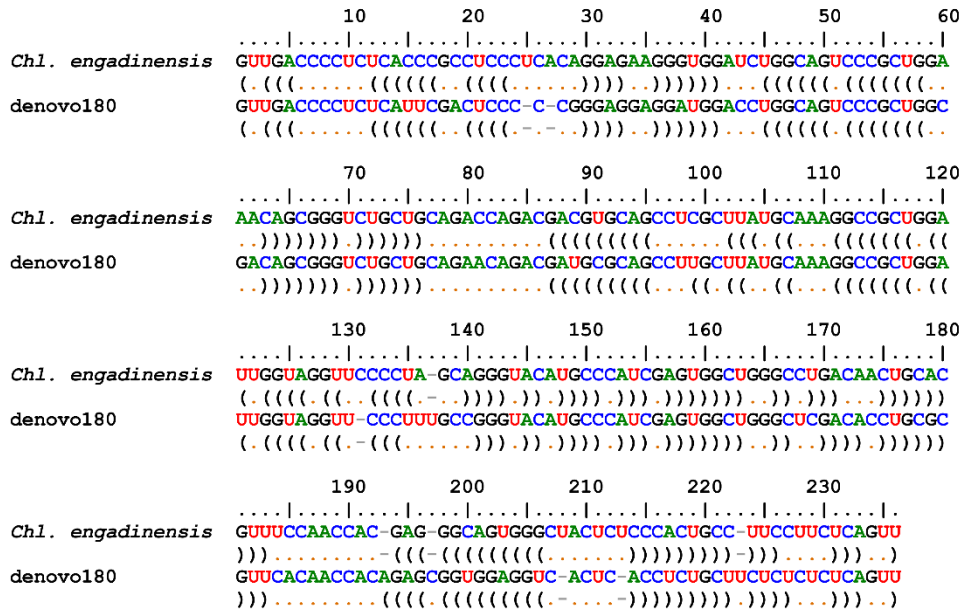 10 20 30 40 50 60
....|....|....|....|....|....|....|....|....|....|....|....|
Chl. engadinensis GUUGACCCCUCUCACCCGCCUCCCUCACAGGAGAAGGGUGGAUCUGGCAGUCCCGCUGGA
(.(((......((((((..((((......))))..))))))...((((((.(((((((..
denovo180 GUUGACCCCUCUCAUUCGACUCCC-C-CGGGAGGAGGAUGGACCUGGCAGUCCCGCUGGC
(.(((......((((((..((((.-.-..))))..))))))...((((((.(((((((..
70 80 90 100 110 120
....|....|....|....|....|....|....|....|....|....|....|....|
Chl. engadinensis AACAGCGGGUCUGCUGCAGACCAGACGACGUGCAGCCUCGCUUAUGCAAAGGCCGCUGGA
..))))))).))))))..........(((((((((......(((.((...(((((((.((
denovo180 GACAGCGGGUCUGCUGCAGAACAGACGAUGCGCAGCCUUGCUUAUGCAAAGGCCGCUGGA
..))))))).))))))..........(((((((((...((.((..((...(((((((.((
130 140 150 160 170 180
....|....|....|....|....|....|....|....|....|....|....|....|
Chl. engadinensis UUGGUAGGUUCCCCUA-GCAGGGUACAUGCCCAUCGAGUGGCUGGGCCUGACAACUGCAC
(.((((.((..(((..-...))).)).)))).))).)))))))..)).)))...))))))
denovo180 UUGGUAGGUU-CCCUUUGCCGGGUACAUGCCCAUCGAGUGGCUGGGCUCGACACCUGCGC
(.((((.((.-(((......))).)).)))).))).)))))))..))..)))).))))))
190 200 210 220 230
....|....|....|....|....|....|....|....|....|....|....|.
Chl. engadinensis GUUUCCAACCAC-GAG-GGCAGUGGGCUACUCUCCCACUGCC-UUCCUUCUCAGUU
))).........-(((-(((((((((.......)))))))))-)))....)))..)
denovo180 GUUCACAACCACAGAGCGGUGGAGGUC-ACUC-ACCUCUGCUUCUCUCUCUCAGUU
)))..........(((.(((((((((.-....-))))))))).)))....)))..)